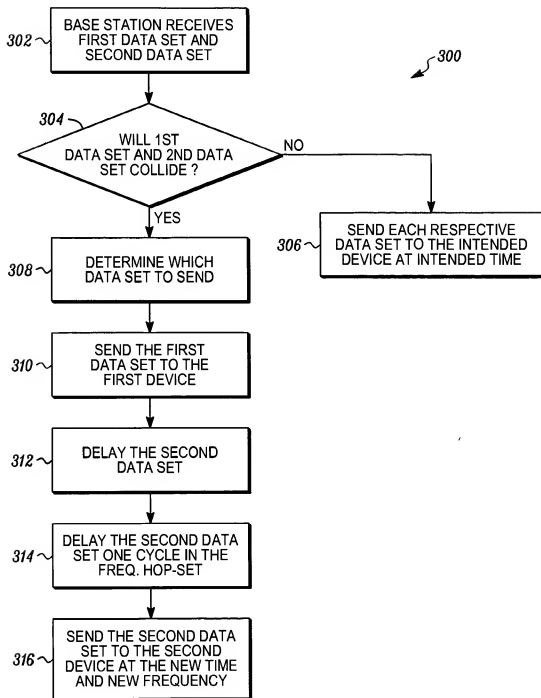 302
BASE STATION RECEIVES
FIRST DATA SET AND
SECOND DATA SET
300
304
WILL 1ST
DATA SET AND 2ND DATA
SET COLLIDE ?
NO
YES
306
SEND EACH RESPECTIVE
DATA SET TO THE INTENDED
DEVICE AT INTENDED TIME
308
DETERMINE WHICH
DATA SET TO SEND
310
SEND THE FIRST
DATA SET TO THE
FIRST DEVICE
312
DELAY THE SECOND
DATA SET
314
DELAY THE SECOND DATA
SET ONE CYCLE IN THE
FREQ. HOP-SET
316
SEND THE SECOND DATA
SET TO THE SECOND
DEVICE AT THE NEW TIME
AND NEW FREQUENCY